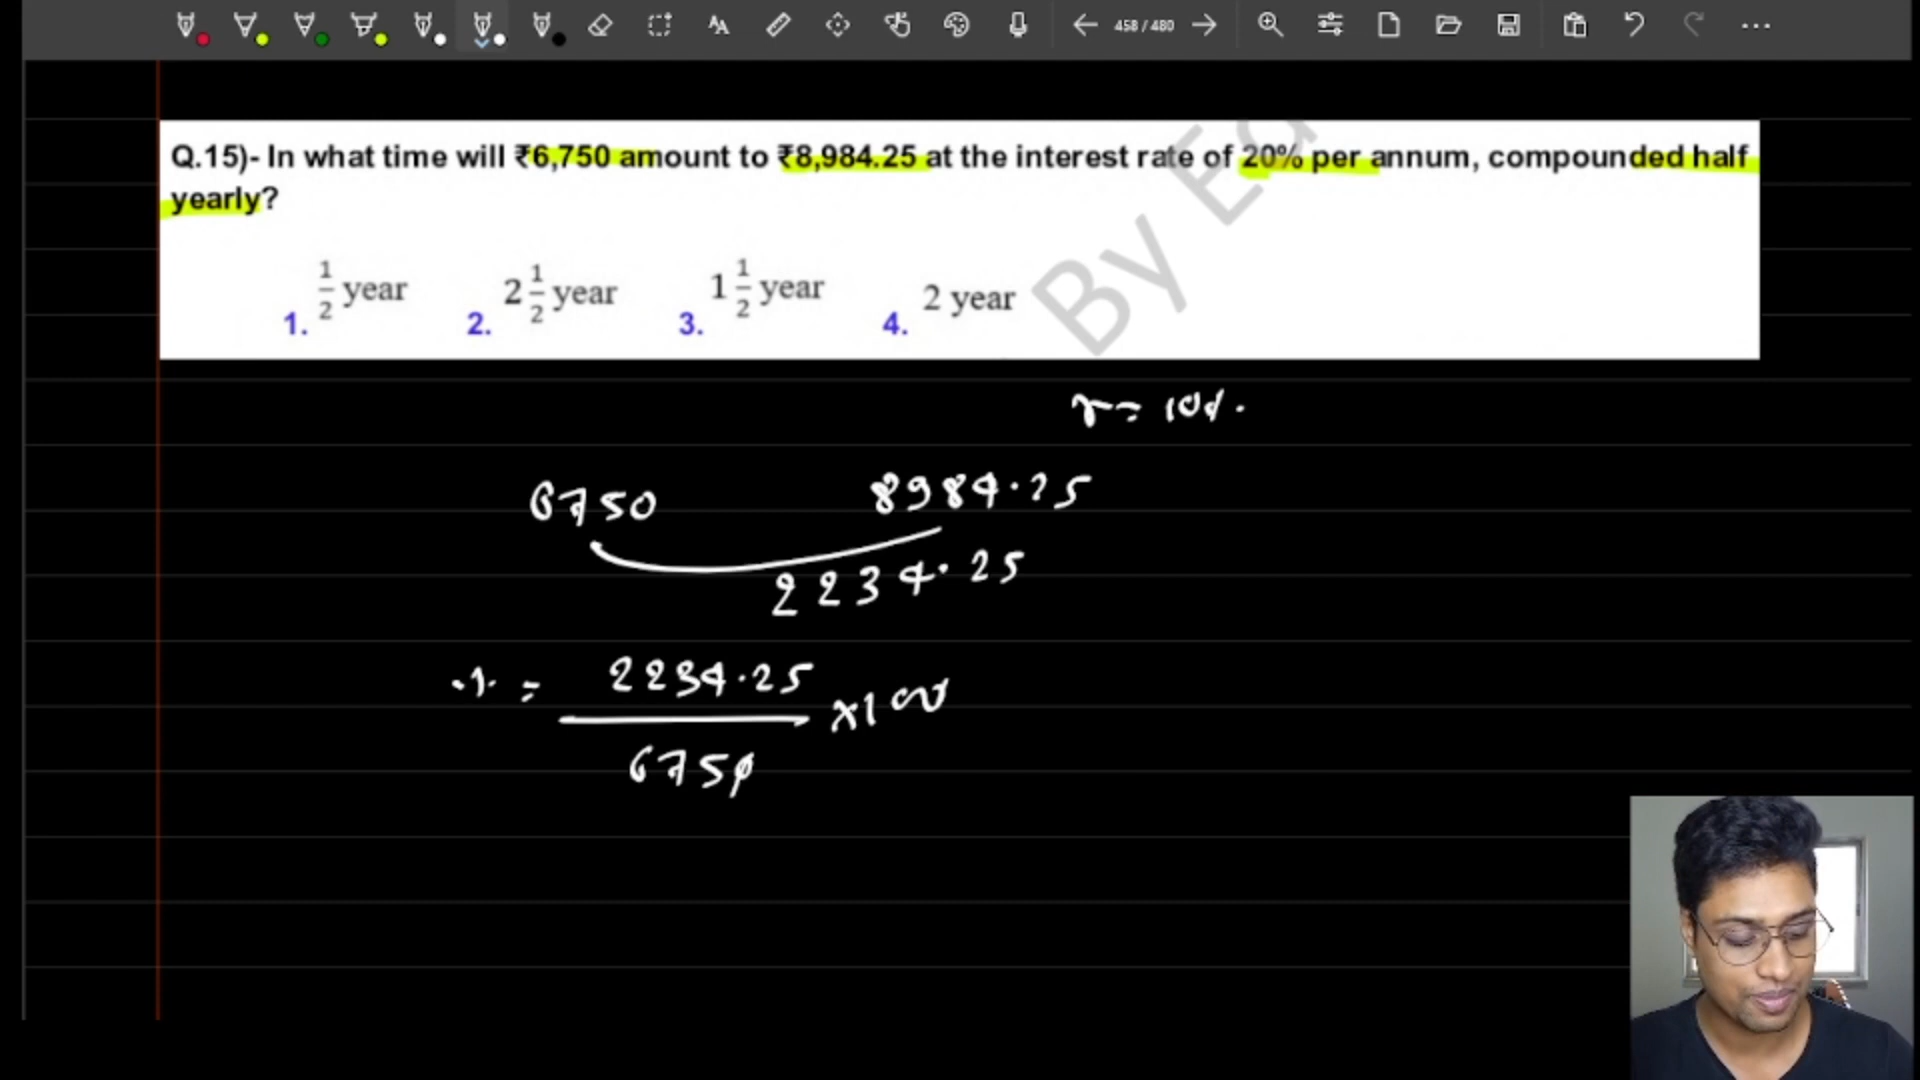 458 / 480
Q.15)- In what time will ₹6,750 amount to ₹8,984.25 at the interest rate of 20% per annum, compounded half
yearly?
1. 1/2 year 2. 2 1/2 year 3. 1 1/2 year 4. 2 year
By Ed
r = 10%.
6750 8984.25
2234.25
% = 2234.25 / 6750 x100